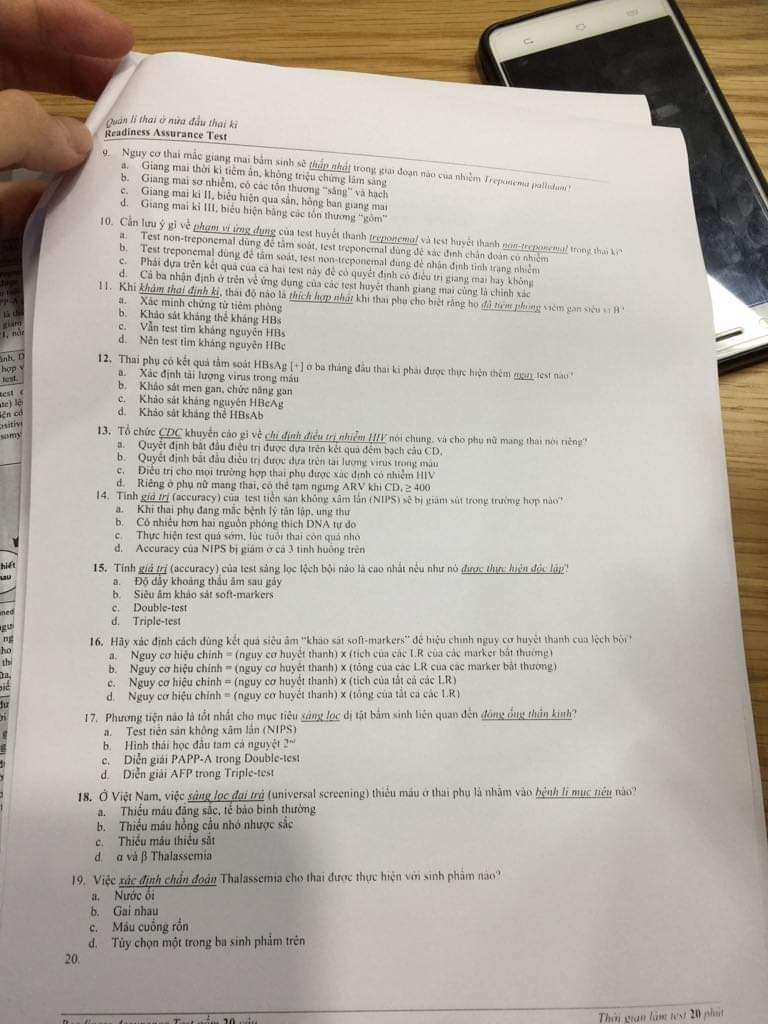 Quản lí thai ở nửa đầu thai kì
Readiness Assurance Test
9. Nguy cơ thai mắc giang mai bẩm sinh sẽ thấp nhất trong giai đoạn nào của nhiễm Treponema pallidum?
a. Giang mai thời kì tiềm ẩn, không triệu chứng lâm sàng
b. Giang mai sơ nhiễm, có các tổn thương “săng” và hạch
c. Giang mai kì II, biểu hiện qua sẩn, hồng ban giang mai
d. Giang mai kì III, biểu hiện bằng các tổn thương “gôm”
10. Cần lưu ý gì về phạm vi ứng dụng của test huyết thanh treponemal và test huyết thanh non-treponemal trong thai kì?
a. Test non-treponemal dùng để tầm soát, test treponemal dùng để xác định chẩn đoán có nhiễm
b. Test treponemal dùng để tầm soát, test non-treponemal dùng để nhận định tình trạng nhiễm
c. Phải dựa trên kết quả của cả hai test này để có quyết định có điều trị giang mai hay không
d. Cả ba nhận định ở trên về ứng dụng của các test huyết thanh giang mai cùng là chính xác
11. Khi khám thai định kì, thái độ nào là thích hợp nhất khi thai phụ cho biết rằng họ đã tiêm phòng viêm gan siêu vi B?
a. Xác minh chứng từ tiêm phòng
b. Khảo sát kháng thể kháng HBs
c. Vẫn test tìm kháng nguyên HBs
d. Nên test tìm kháng nguyên HBc
12. Thai phụ có kết quả tầm soát HBsAg [+] ở ba tháng đầu thai kì phải được thực hiện thêm ngay test nào?
a. Xác định tải lượng virus trong máu
b. Khảo sát men gan, chức năng gan
c. Khảo sát kháng nguyên HBeAg
d. Khảo sát kháng thể HBsAb
13. Tổ chức CDC khuyến cáo gì về chỉ định điều trị nhiễm HIV nói chung, và cho phụ nữ mang thai nói riêng?
a. Quyết định bắt đầu điều trị được dựa trên kết quả đếm bạch cầu CD₄
b. Quyết định bắt đầu điều trị được dựa trên tải lượng virus trong máu
c. Điều trị cho mọi trường hợp thai phụ được xác định có nhiễm HIV
d. Riêng ở phụ nữ mang thai, có thể tạm ngưng ARV khi CD₄ ≥ 400
14. Tính giá trị (accuracy) của test tiền sản không xâm lấn (NIPS) sẽ bị giảm sút trong trường hợp nào?
a. Khi thai phụ đang mắc bệnh lý tân lập, ung thư
b. Có nhiều hơn hai nguồn phóng thích DNA tự do
c. Thực hiện test quá sớm, lúc tuổi thai còn quá nhỏ
d. Accuracy của NIPS bị giảm ở cả 3 tình huống trên
15. Tính giá trị (accuracy) của test sàng lọc lệch bội nào là cao nhất nếu như nó được thực hiện độc lập?
a. Độ dầy khoảng thấu âm sau gáy
b. Siêu âm khảo sát soft-markers
c. Double-test
d. Triple-test
16. Hãy xác định cách dùng kết quả siêu âm “khảo sát soft-markers” để hiệu chỉnh nguy cơ huyết thanh của lệch bội?
a. Nguy cơ hiệu chỉnh = (nguy cơ huyết thanh) x (tích của các LR của các marker bất thường)
b. Nguy cơ hiệu chỉnh = (nguy cơ huyết thanh) x (tổng của các LR của các marker bất thường)
c. Nguy cơ hiệu chỉnh = (nguy cơ huyết thanh) x (tích của tất cả các LR)
d. Nguy cơ hiệu chỉnh = (nguy cơ huyết thanh) x (tổng của tất cả các LR)
17. Phương tiện nào là tốt nhất cho mục tiêu sàng lọc dị tật bẩm sinh liên quan đến đóng ống thần kinh?
a. Test tiền sản không xâm lấn (NIPS)
b. Hình thái học đầu tam cá nguyệt 2ⁿᵈ
c. Diễn giải PAPP-A trong Double-test
d. Diễn giải AFP trong Triple-test
18. Ở Việt Nam, việc sàng lọc đại trà (universal screening) thiếu máu ở thai phụ là nhằm vào bệnh lí mục tiêu nào?
a. Thiếu máu đẳng sắc, tế bào bình thường
b. Thiếu máu hồng cầu nhỏ nhược sắc
c. Thiếu máu thiếu sắt
d. α và β Thalassemia
19. Việc xác định chẩn đoán Thalassemia cho thai được thực hiện với sinh phẩm nào?
a. Nước ối
b. Gai nhau
c. Máu cuống rốn
d. Tùy chọn một trong ba sinh phẩm trên
20.
Thời gian làm test 20 phút